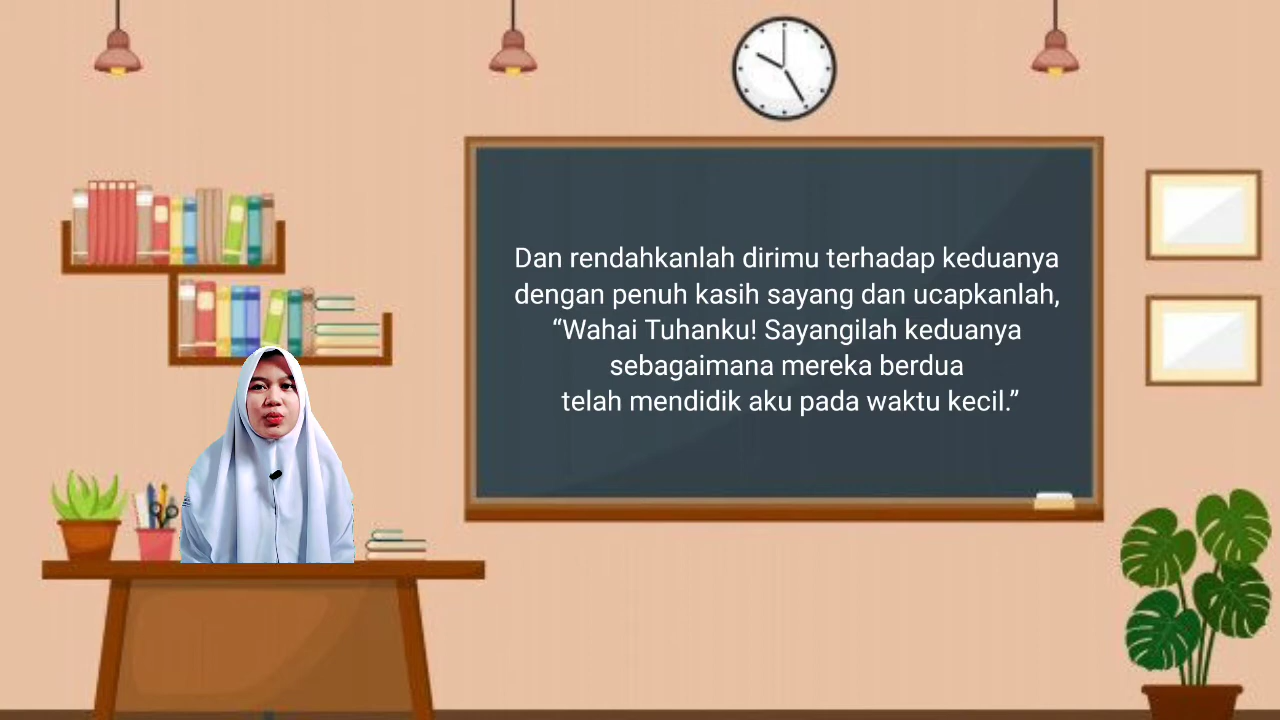 Dan rendahkanlah dirimu terhadap keduanya
dengan penuh kasih sayang dan ucapkanlah,
“Wahai Tuhanku! Sayangilah keduanya
sebagaimana mereka berdua
telah mendidik aku pada waktu kecil.”